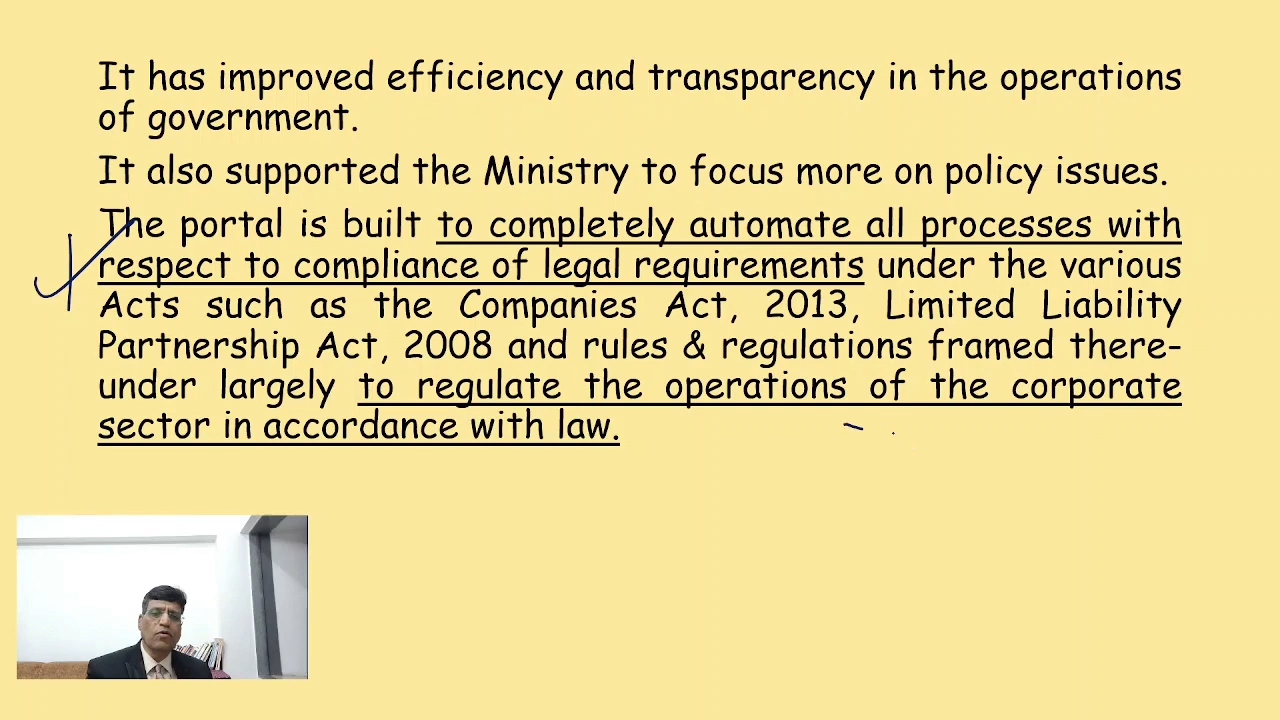 It has improved efficiency and transparency in the operations
of government.
It also supported the Ministry to focus more on policy issues.
The portal is built to completely automate all processes with
respect to compliance of legal requirements under the various
Acts such as the Companies Act, 2013, Limited Liability
Partnership Act, 2008 and rules & regulations framed there-
under largely to regulate the operations of the corporate
sector in accordance with law.